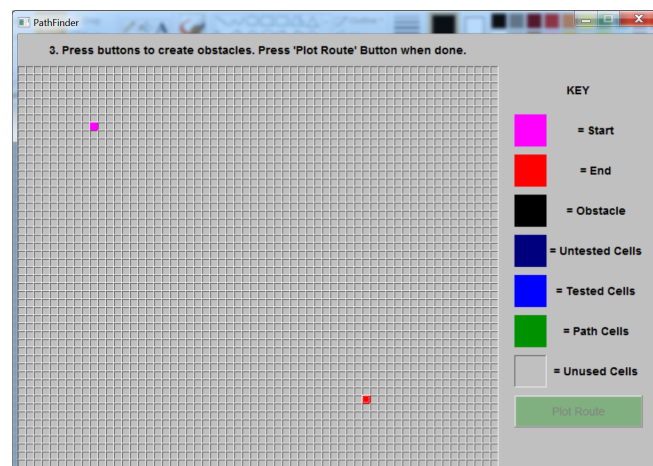 PathFinder
3. Press buttons to create obstacles. Press 'Plot Route' Button when done.
KEY
= Start
= End
= Obstacle
= Untested Cells
= Tested Cells
= Path Cells
= Unused Cells
Plot Route